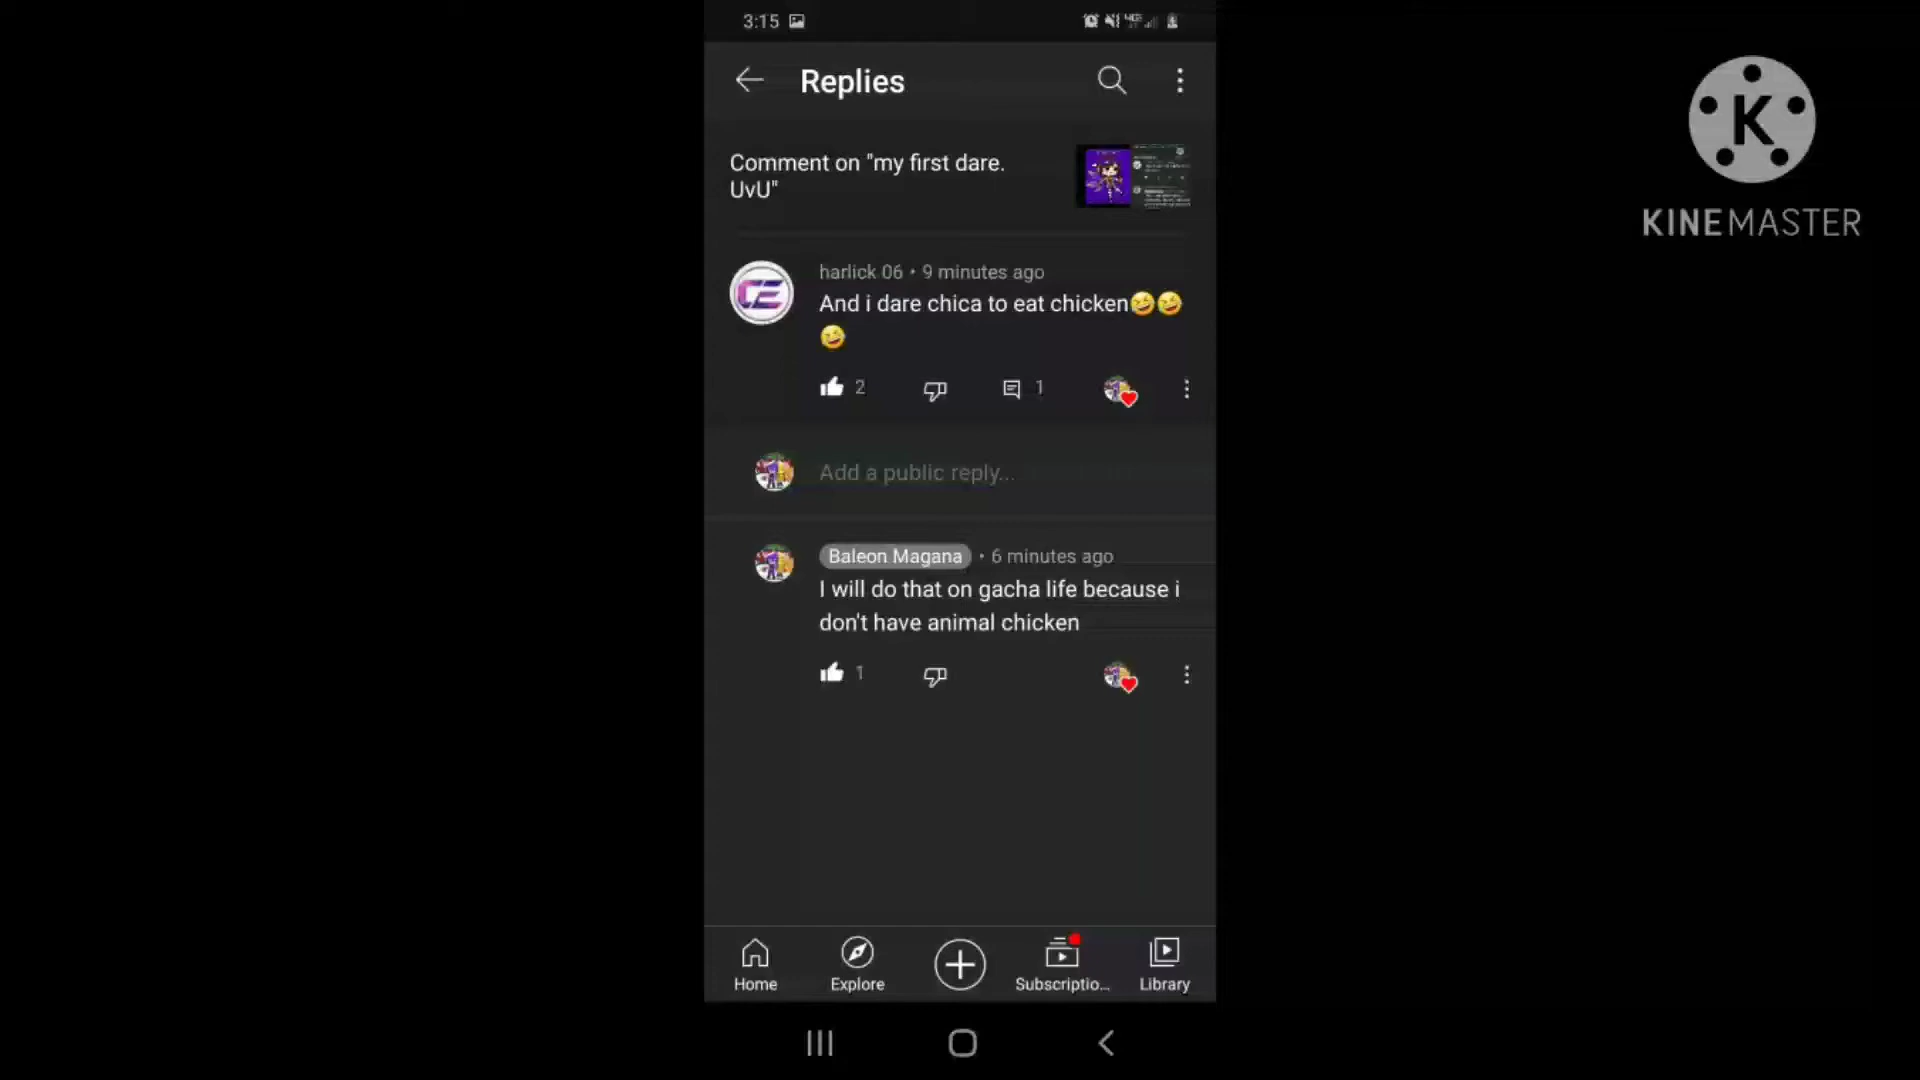 3:15
Replies
Comment on "my first dare.
UvU"
harlick 06 • 9 minutes ago
And i dare chica to eat chicken🤣🤣
🤣
2
1
Add a public reply...
Baleon Magana • 6 minutes ago
I will do that on gacha life because i
don't have animal chicken
1
Home
Explore
Subscriptio...
Library
K
KINEMASTER